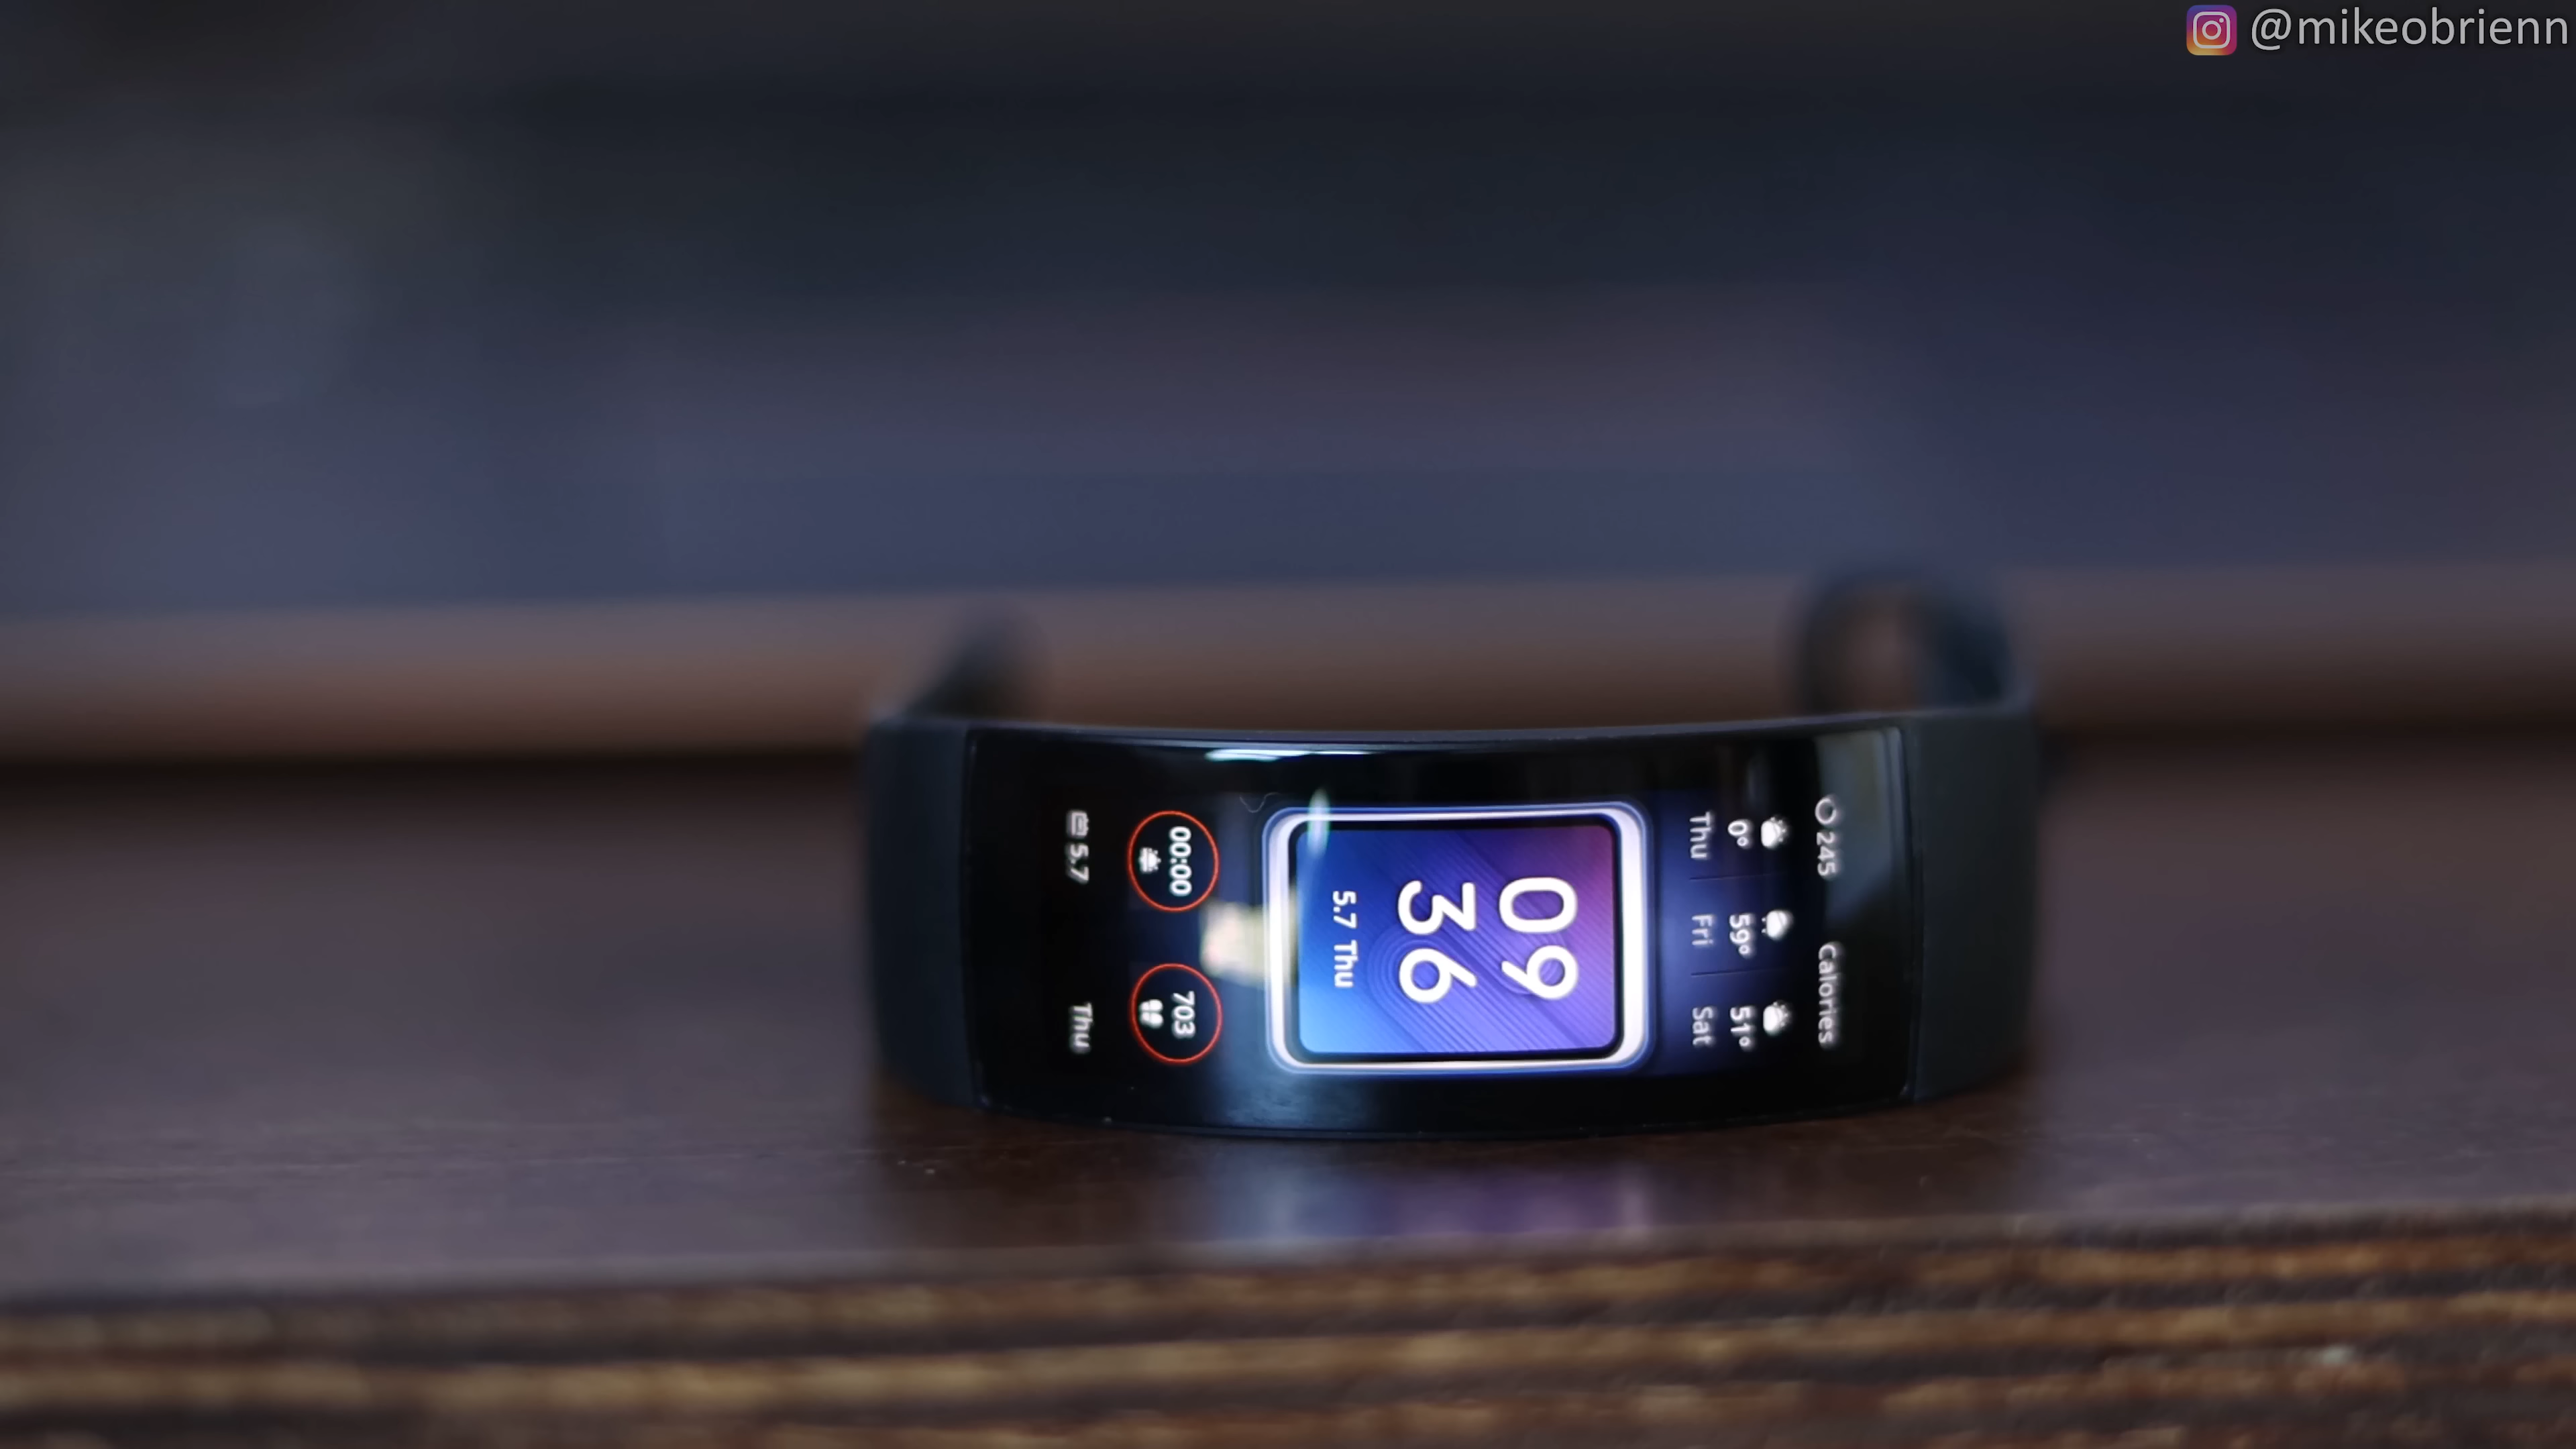 @mikeobrienn
245 Calories
0° 59° 51°
Thu Fri Sat
09
36
5.7 Thu
00:00 703
5.7 Thu